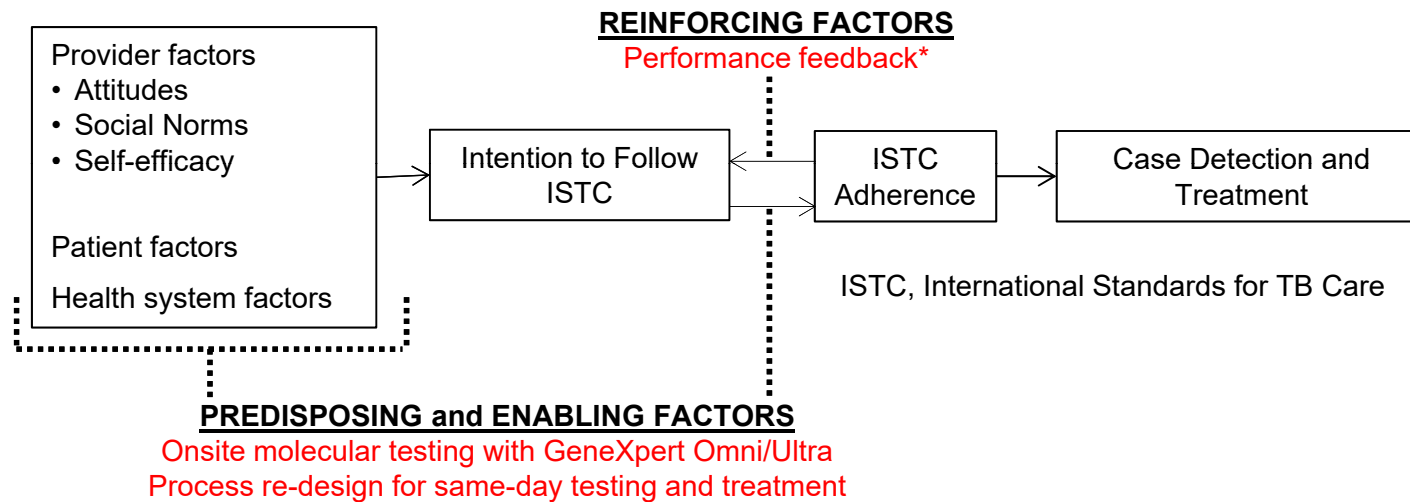 REINFORCING FACTORS
Performance feedback*
Provider factors
• Attitudes
• Social Norms
• Self-efficacy
Patient factors
Health system factors
Intention to Follow
ISTC
ISTC
Adherence
Case Detection and
Treatment
ISTC, International Standards for TB Care
PREDISPOSING and ENABLING FACTORS
Onsite molecular testing with GeneXpert Omni/Ultra
Process re-design for same-day testing and treatment